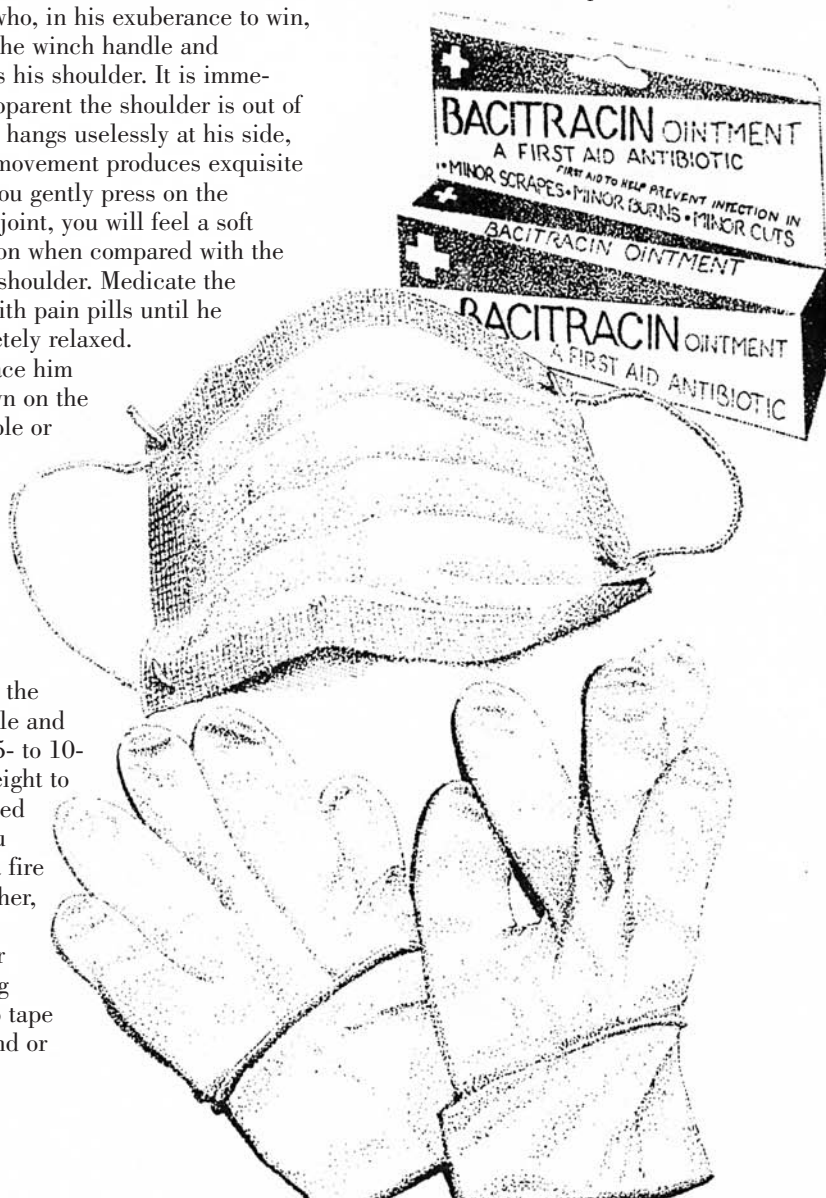 who, in his exuberance to win,
he winch handle and
s his shoulder. It is imme-
pparent the shoulder is out of
hangs uselessly at his side,
movement produces exquisite
ou gently press on the
joint, you will feel a soft
on when compared with the
shoulder. Medicate the
ith pain pills until he
etely relaxed.
ace him
wn on the
ble or
the
le and
5- to 10-
eight to
ed
u
fire
her,
r
g
tape
nd or
BACITRACIN OINTMENT
A FIRST AID ANTIBIOTIC
FIRST AID TO HELP PREVENT INFECTION IN
• MINOR SCRAPES • MINOR BURNS • MINOR CUTS
BACITRACIN OINTMENT
BACITRACIN OINTMENT
A FIRST AID ANTIBIOTIC